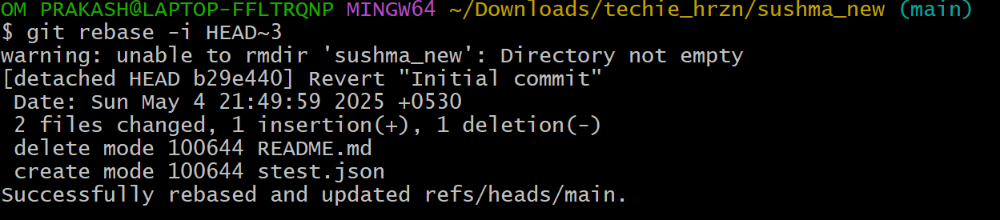 OM PRAKASH@LAPTOP-FFLTRQNP MINGW64 ~/Downloads/techie_hrzn/sushma_new (main)
$ git rebase -i HEAD~3
warning: unable to rmdir 'sushma_new': Directory not empty
[detached HEAD b29e440] Revert "Initial commit"
 Date: Sun May 4 21:49:59 2025 +0530
 2 files changed, 1 insertion(+), 1 deletion(-)
 delete mode 100644 README.md
 create mode 100644 stest.json
Successfully rebased and updated refs/heads/main.